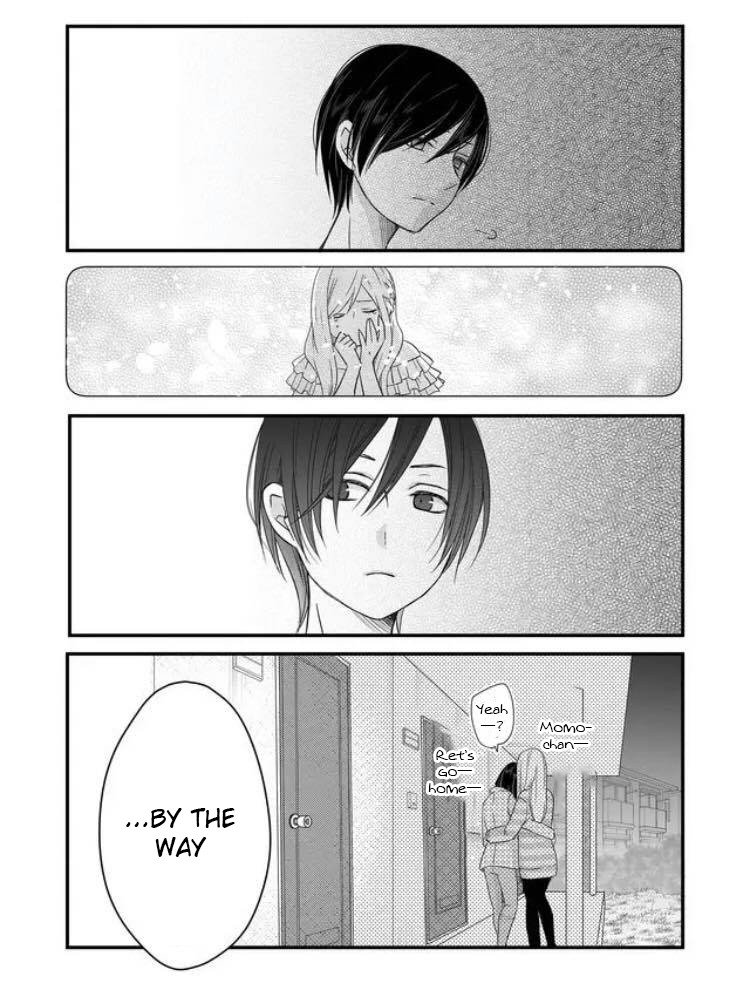 Momo-
chan—
Yeah
—?
Ret's
Go—
home—
...BY THE
WAY